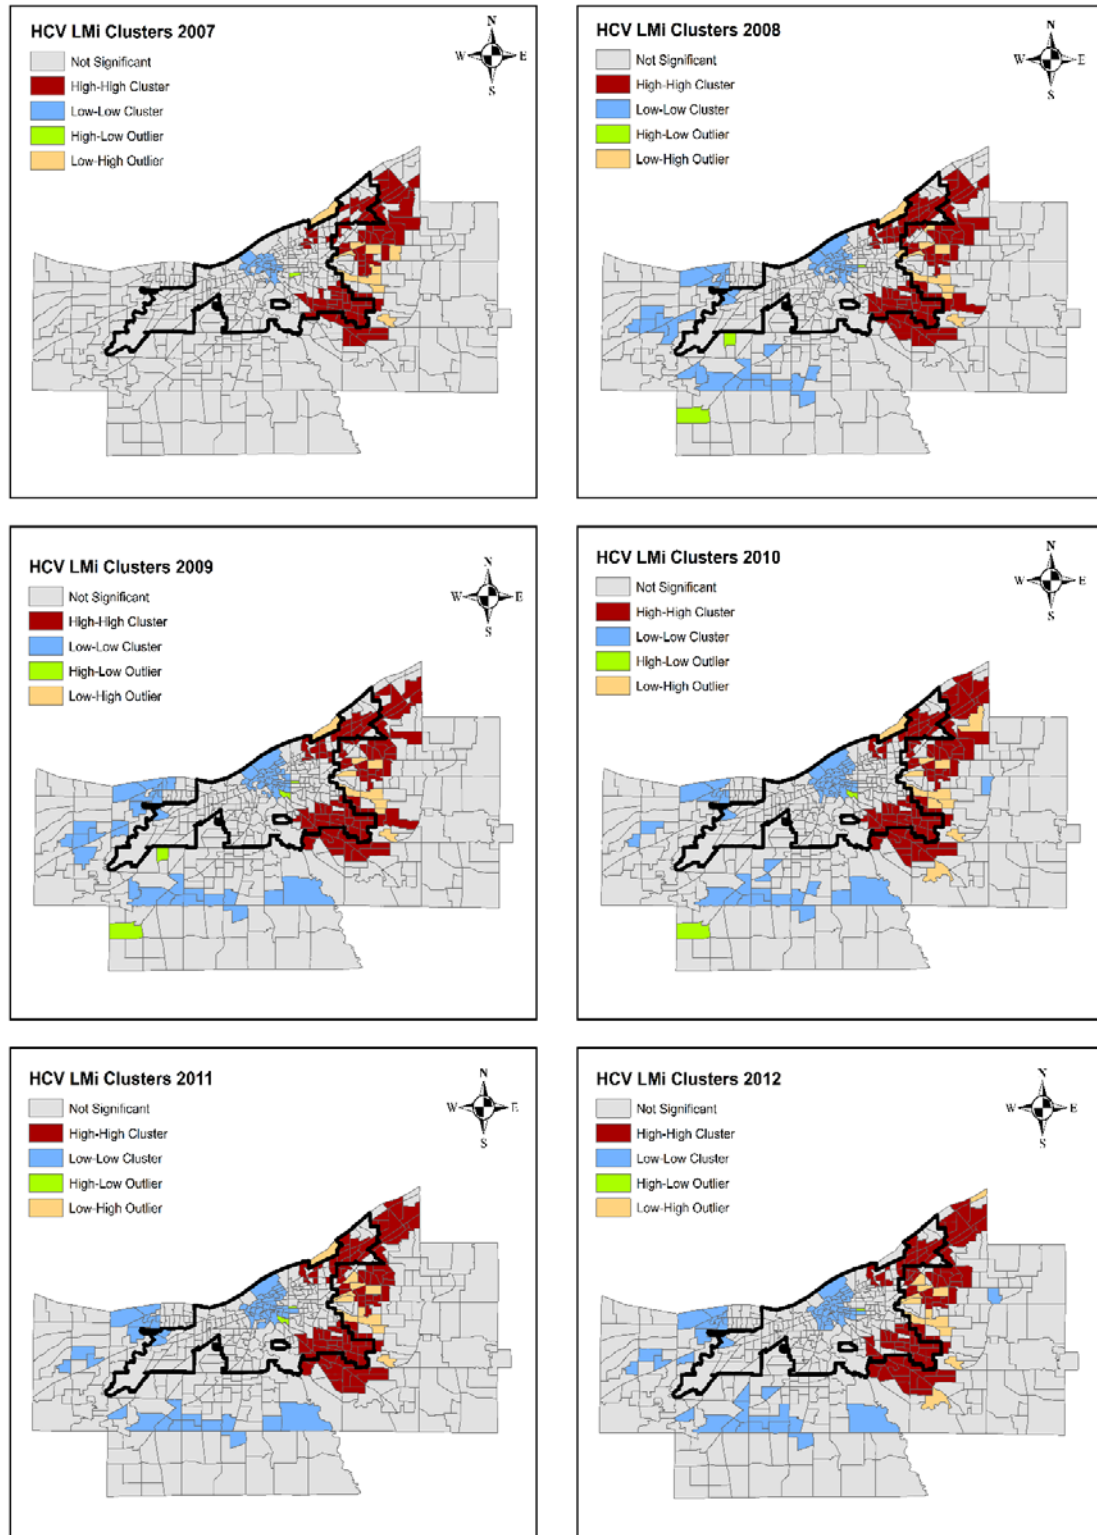 HCV LMi Clusters 2007
Not Significant
High-High Cluster
Low-Low Cluster
High-Low Outlier
Low-High Outlier
N
W E
S
HCV LMi Clusters 2008
Not Significant
High-High Cluster
Low-Low Cluster
High-Low Outlier
Low-High Outlier
N
W E
S
HCV LMi Clusters 2009
Not Significant
High-High Cluster
Low-Low Cluster
High-Low Outlier
Low-High Outlier
N
W E
S
HCV LMi Clusters 2010
Not Significant
High-High Cluster
Low-Low Cluster
High-Low Outlier
Low-High Outlier
N
W E
S
HCV LMi Clusters 2011
Not Significant
High-High Cluster
Low-Low Cluster
High-Low Outlier
Low-High Outlier
N
W E
S
HCV LMi Clusters 2012
Not Significant
High-High Cluster
Low-Low Cluster
High-Low Outlier
Low-High Outlier
N
W E
S